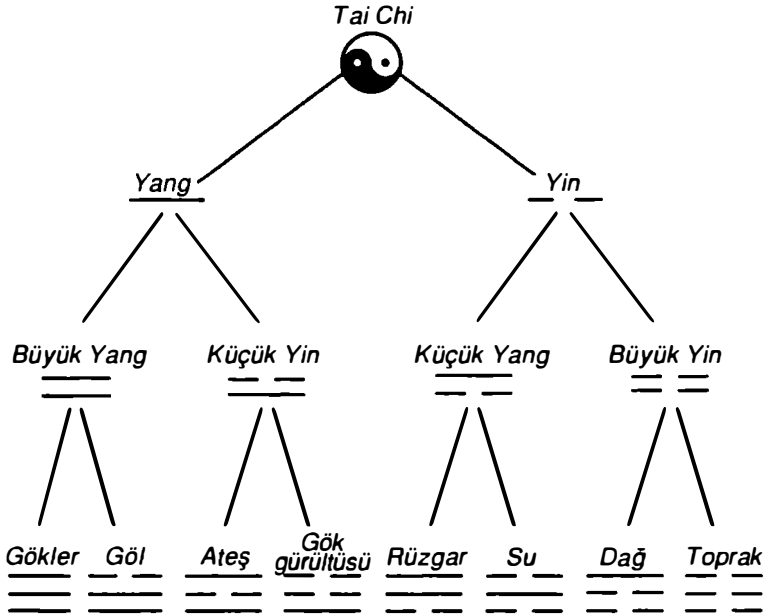 Tai Chi
Yang
Yin
Büyük Yang
Küçük Yin
Küçük Yang
Büyük Yin
Gökler
Göl
Ateş
Gök
gürültüsü
Rüzgar
Su
Dağ
Toprak